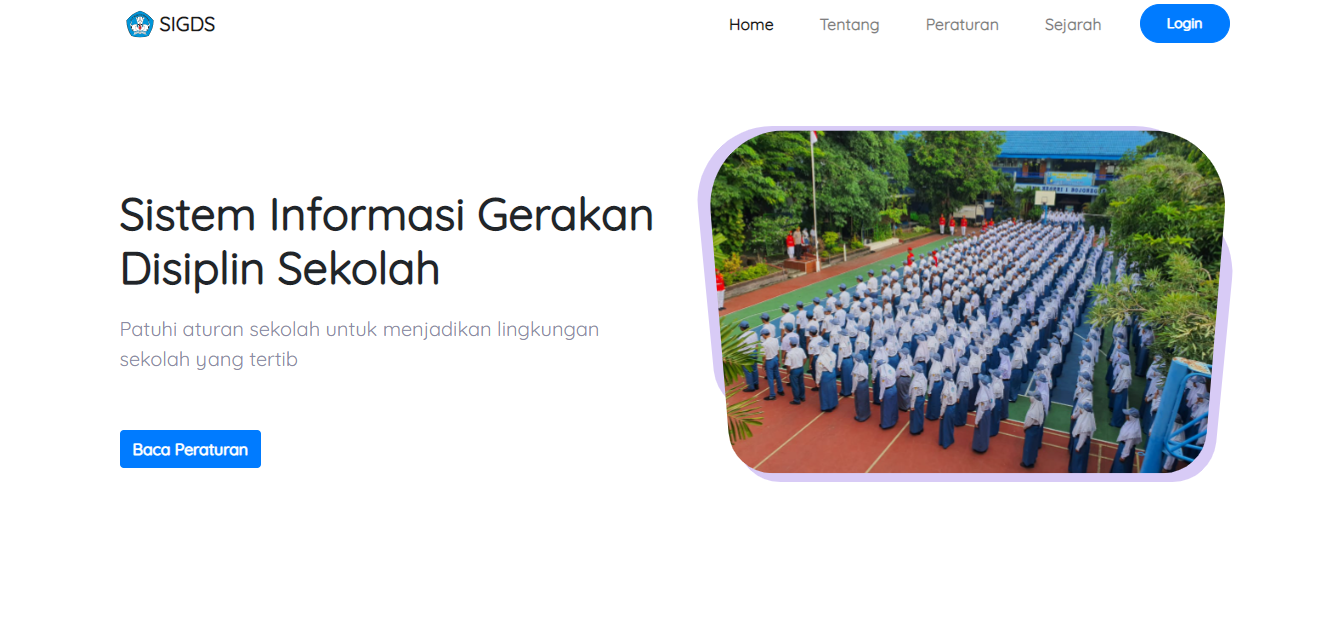 SIGDS
Home
Tentang
Peraturan
Sejarah
Login
Sistem Informasi Gerakan
Disiplin Sekolah
Patuhi aturan sekolah untuk menjadikan lingkungan
sekolah yang tertib
Baca Peraturan